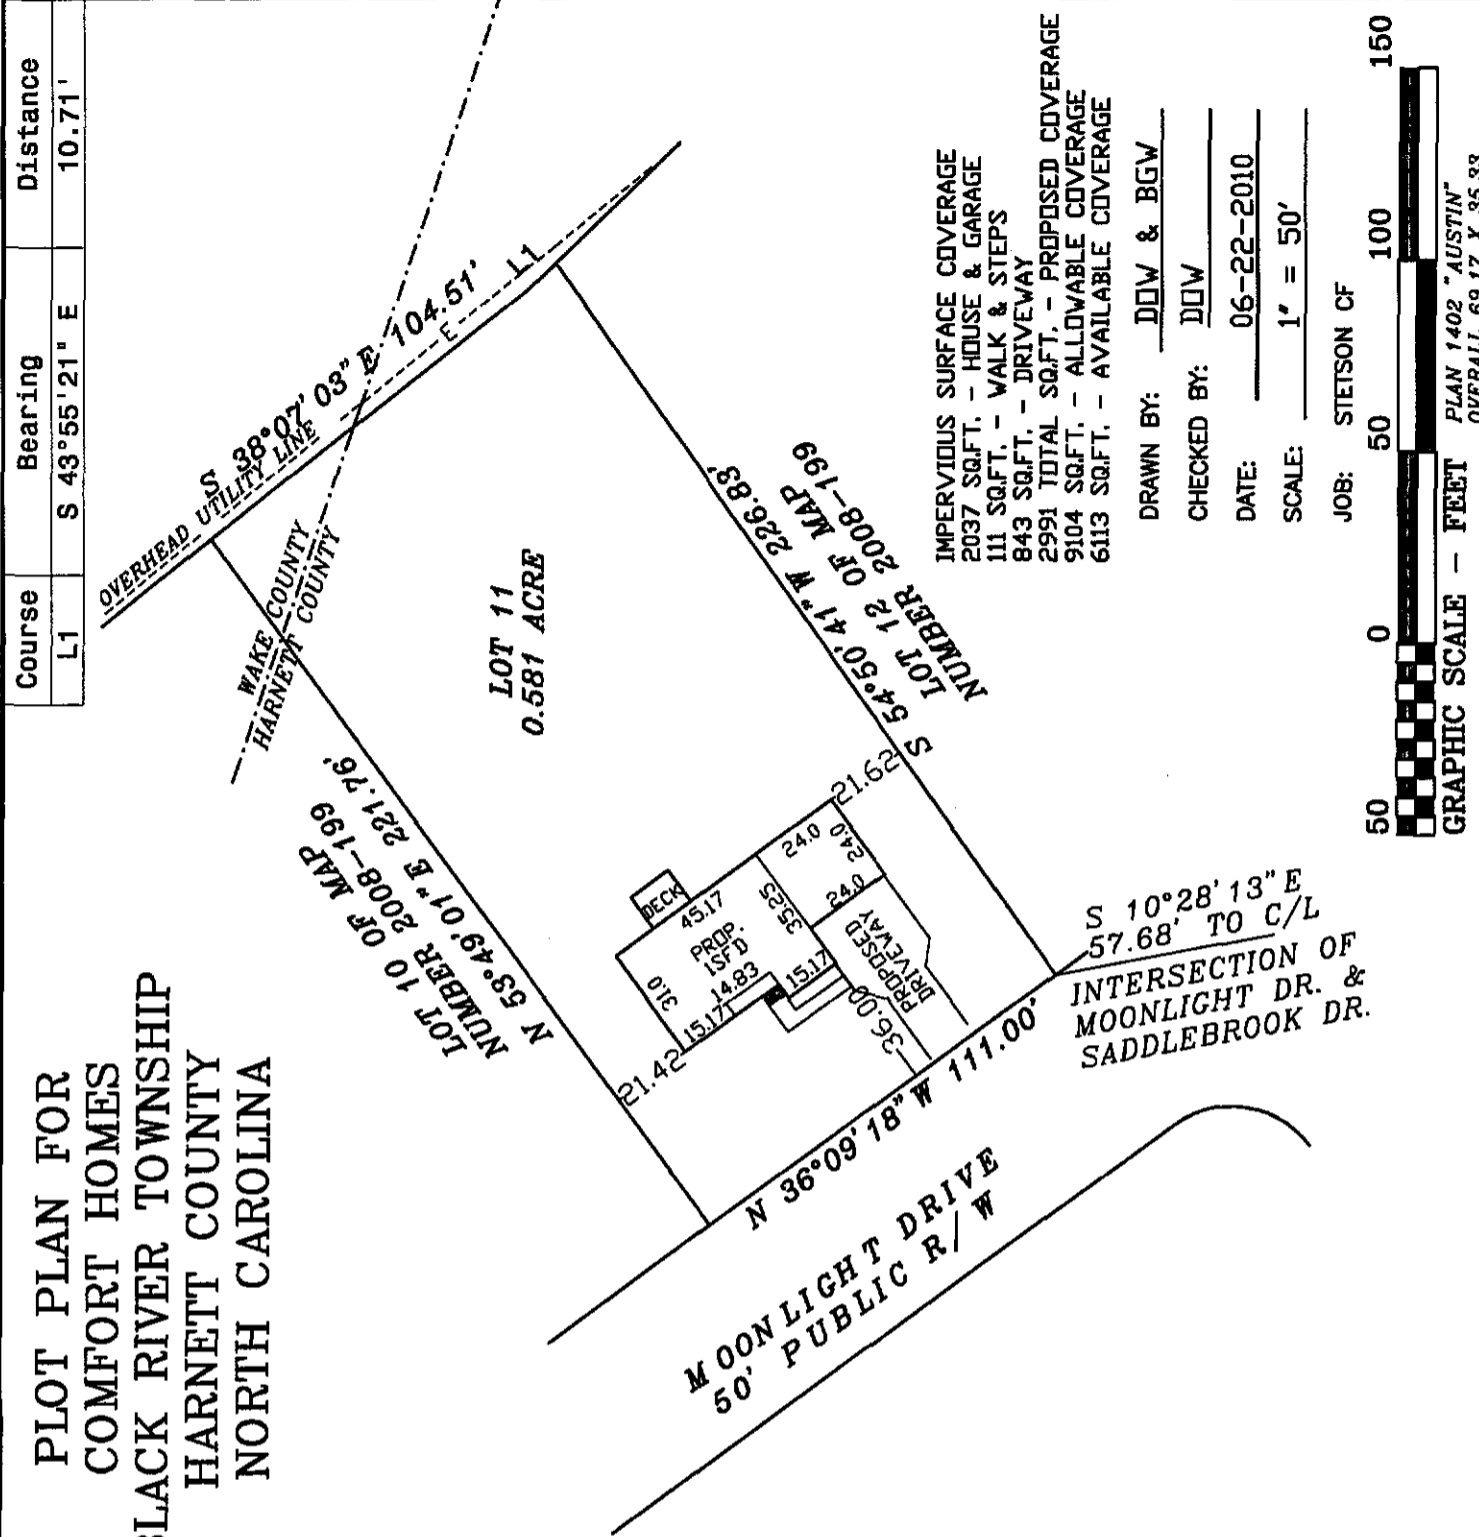 PLOT PLAN FOR
COMFORT HOMES
LACK RIVER TOWNSHIP
HARNETT COUNTY
NORTH CAROLINA
Course Bearing Distance
L1 S 43°55'21" E 10.71'
OVERHEAD UTILITY LINE
S 38°07'03" E 104.51'
E
L1
WAKE COUNTY
HARNETT COUNTY
LOT 11
0.581 ACRE
LOT 10 OF MAP
NUMBER 2008-199
N 53°49'01" E 221.76'
S 54°50'41" W 226.83'
LOT 12 OF MAP
NUMBER 2008-199
DECK
45.17
PROP.
1SFD
31.0
14.83
15.17
15.17
35.25
24.0
24.0
24.0
PROPOSED
DRIVEWAY
21.42
21.62
36.00
N 36°09'18" W 111.00'
S 10°28'13" E
57.68' TO C/L
INTERSECTION OF
MOONLIGHT DR. &
SADDLEBROOK DR.
MOONLIGHT DRIVE
50' PUBLIC R/W
IMPERVIOUS SURFACE COVERAGE
2037 SQ.FT. - HOUSE & GARAGE
111 SQ.FT. - WALK & STEPS
843 SQ.FT. - DRIVEWAY
2991 TOTAL SQ.FT. - PROPOSED COVERAGE
9104 SQ.FT. - ALLOWABLE COVERAGE
6113 SQ.FT. - AVAILABLE COVERAGE
DRAWN BY: DDW & BGW
CHECKED BY: DDW
DATE: 06-22-2010
SCALE: 1" = 50'
JOB: STETSON CF
50 0 50 100 150
GRAPHIC SCALE - FEET
PLAN 1402 "AUSTIN"
OVERALL 69.17 X 35.33